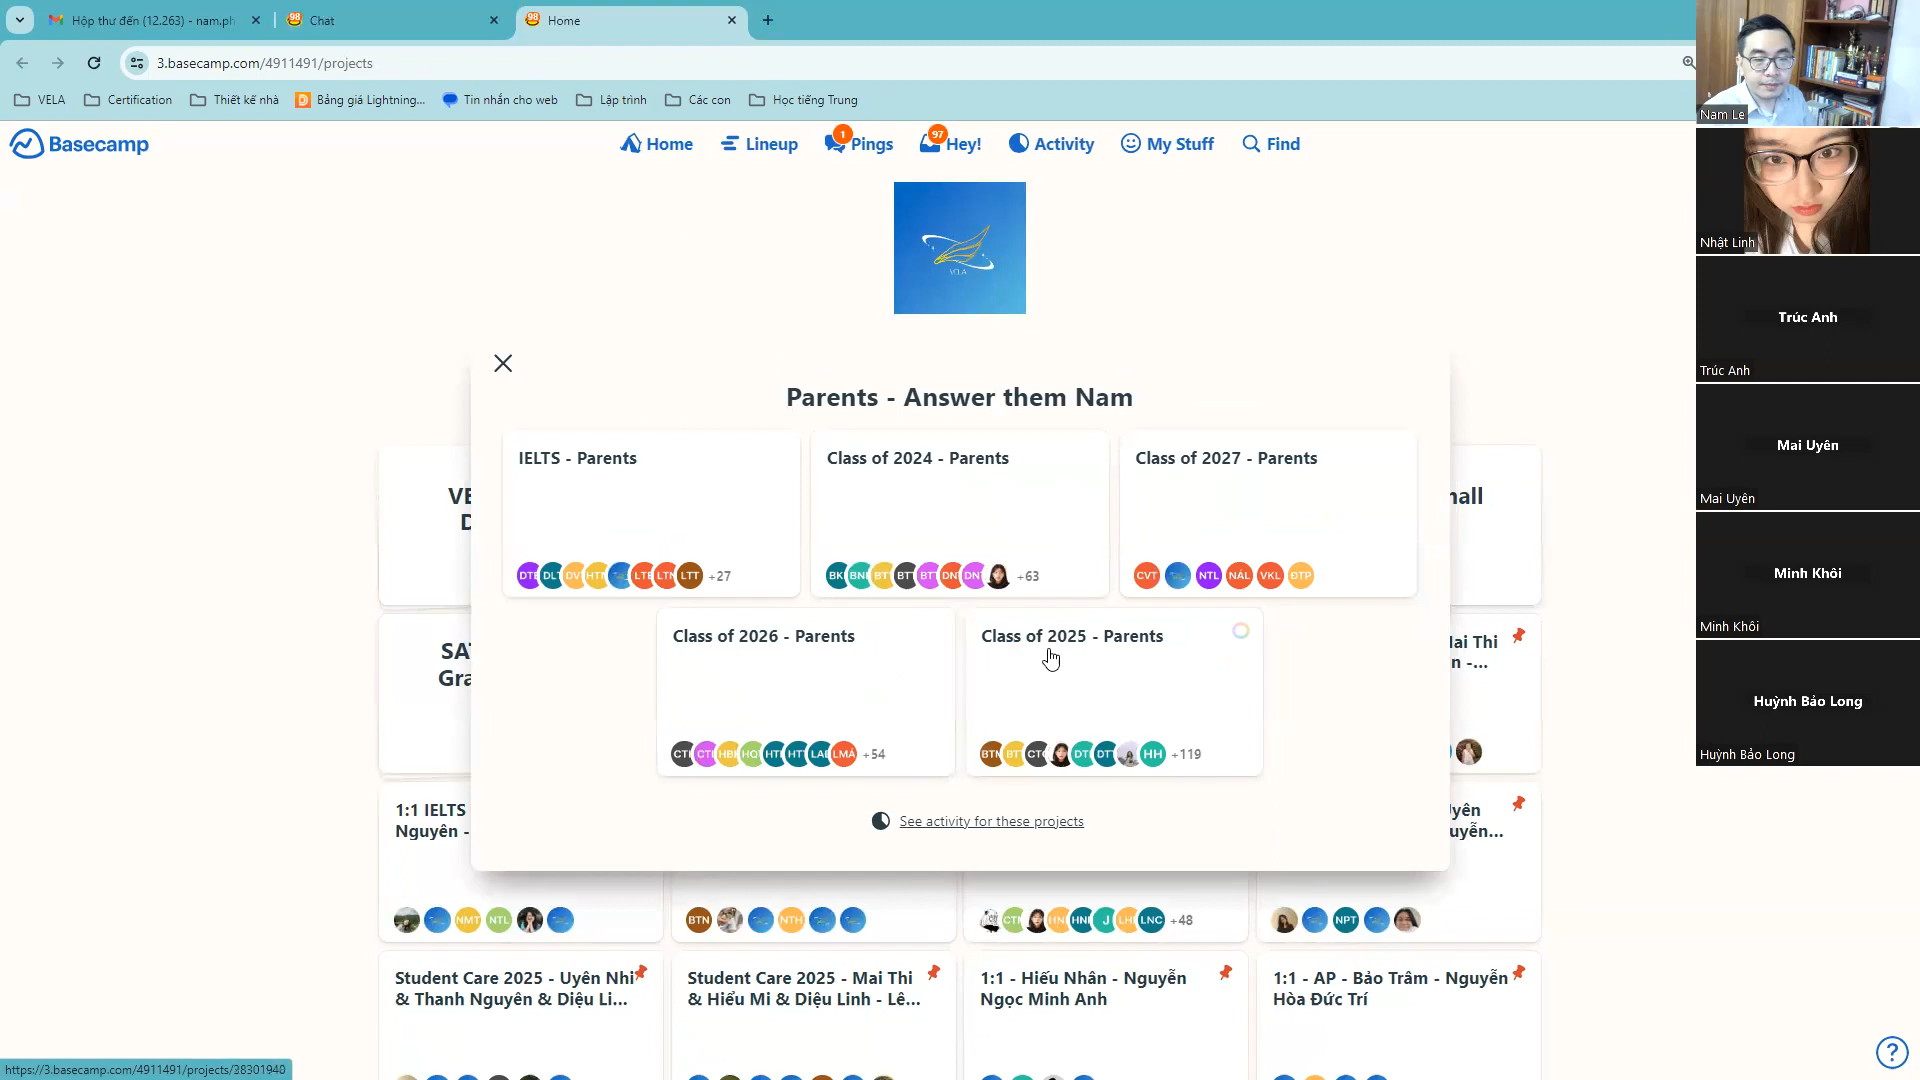 Hộp thư đến (12.263) - nam.ph
Chat
Home
3.basecamp.com/4911491/projects
VELA
Certification
Thiết kế nhà
Bảng giá Lightning...
Tin nhắn cho web
Lập trình
Các con
Học tiếng Trung
Basecamp
Home
Lineup
1
Pings
97
Hey!
Activity
My Stuff
Find
VELA
Parents - Answer them Nam
IELTS - Parents
LTT
+27
Class of 2024 - Parents
+63
Class of 2027 - Parents
CVT
NTL
NÁL
VKL
ĐTP
Class of 2026 - Parents
LMÁ
+54
Class of 2025 - Parents
HH
+119
See activity for these projects
1:1 IELTS
Nguyên -
NMT
NTL
BTN
NTH
LNC
+48
NPT
Student Care 2025 - Uyên Nhi
& Thanh Nguyên & Diệu Li...
Student Care 2025 - Mai Thi
& Hiểu Mi & Diệu Linh - Lê...
1:1 - Hiếu Nhân - Nguyễn
Ngọc Minh Anh
1:1 - AP - Bảo Trâm - Nguyễn
Hòa Đức Trí
https://3.basecamp.com/4911491/projects/38301940
Nam Le
Nhật Linh
Trúc Anh
Trúc Anh
Mai Uyên
Mai Uyên
Minh Khôi
Minh Khôi
Huỳnh Bảo Long
Huỳnh Bảo Long